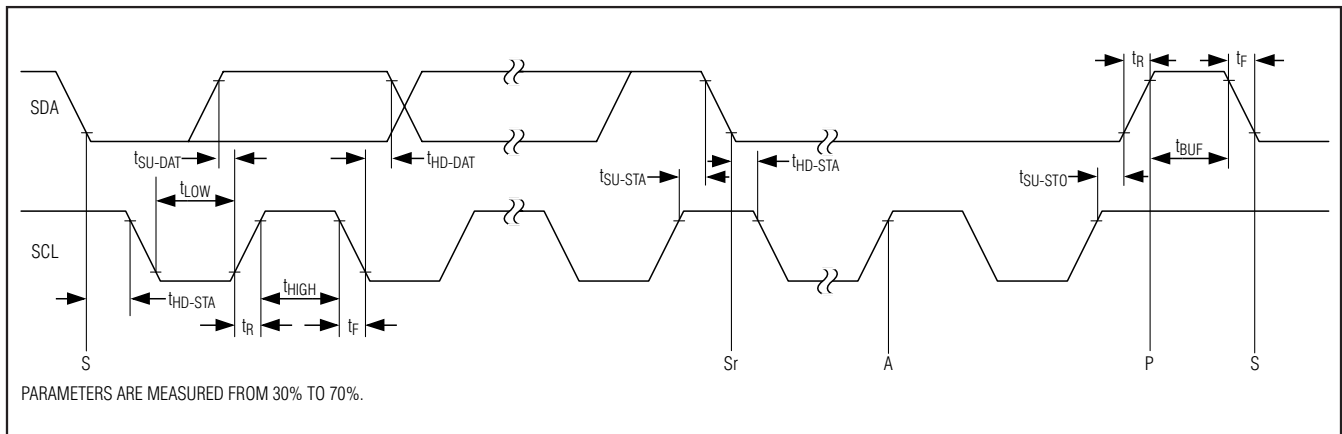 tR
tF
SDA
tSU-DAT
tHD-DAT
tSU-STA
tHD-STA
tSU-STO
tBUF
tLOW
SCL
tHD-STA
tHIGH
tR
tF
S
Sr
A
P
S
PARAMETERS ARE MEASURED FROM 30% TO 70%.